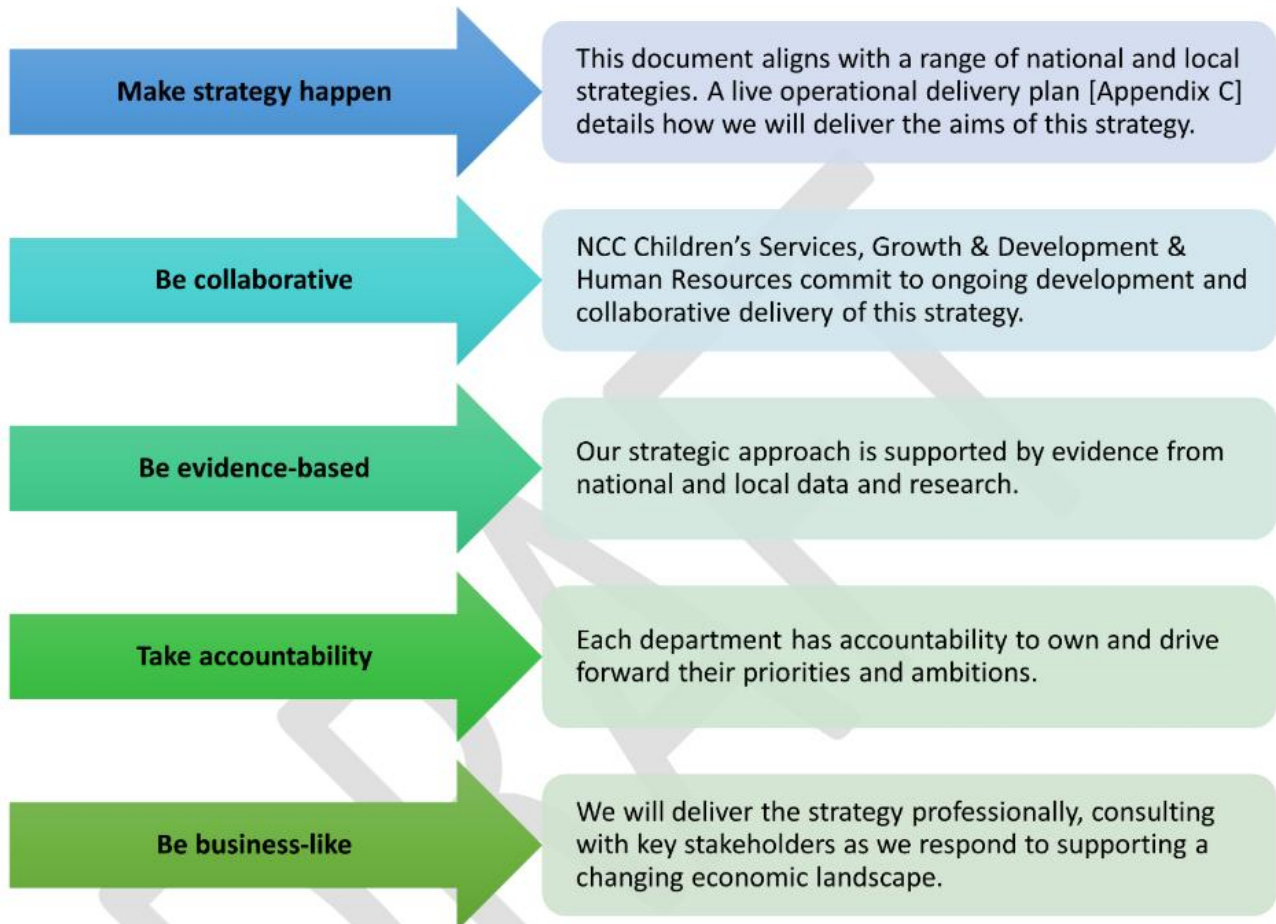 Make strategy happen
This document aligns with a range of national and local
strategies. A live operational delivery plan [Appendix C]
details how we will deliver the aims of this strategy.
Be collaborative
NCC Children's Services, Growth & Development &
Human Resources commit to ongoing development and
collaborative delivery of this strategy.
Be evidence-based
Our strategic approach is supported by evidence from
national and local data and research.
Take accountability
Each department has accountability to own and drive
forward their priorities and ambitions.
Be business-like
We will deliver the strategy professionally, consulting
with key stakeholders as we respond to supporting a
changing economic landscape.
DRAFT